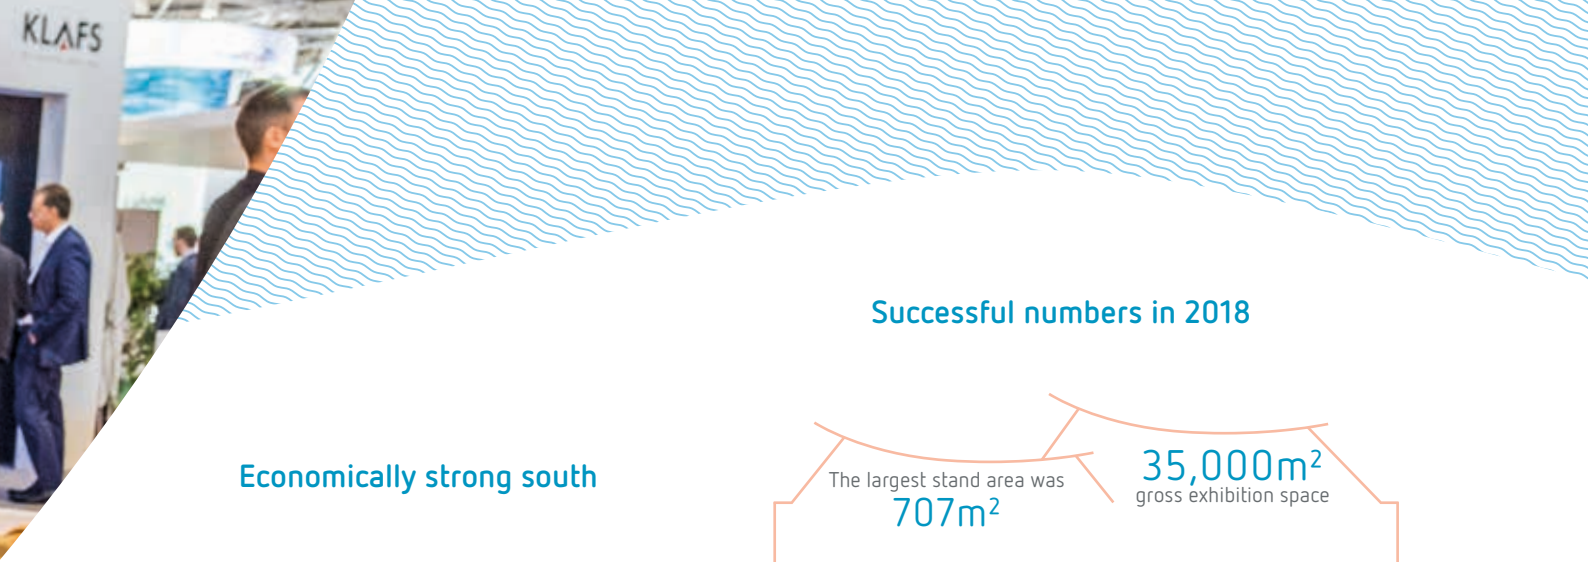 KLAFS
Successful numbers in 2018
Economically strong south
The largest stand area was
707m²
35,000m²
gross exhibition space